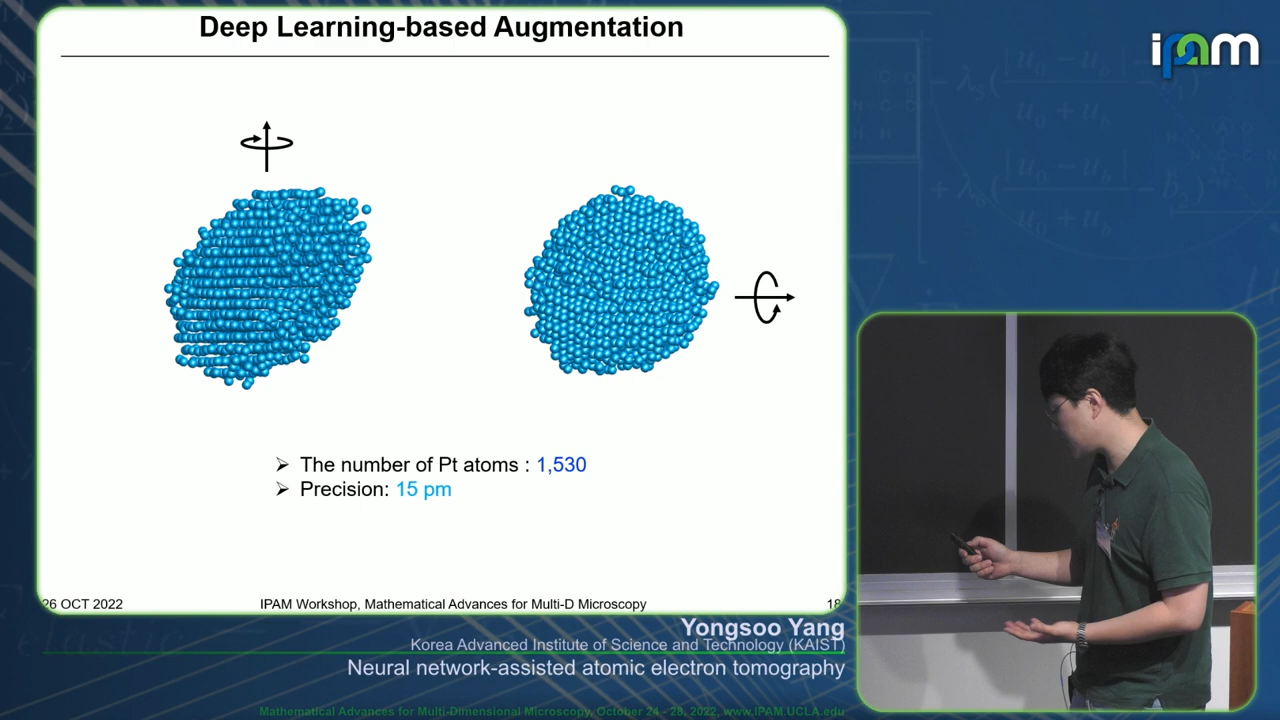 Deep Learning-based Augmentation
ipam
The number of Pt atoms : 1,530
Precision: 15 pm
26 OCT 2022
IPAM Workshop, Mathematical Advances for Multi-D Microscopy
18
Yongsoo Yang
Korea Advanced Institute of Science and Technology (KAIST)
Neural network-assisted atomic electron tomography
Mathematical Advances for Multi-Dimensional Microscopy, October 24 - 28, 2022, www.IPAM.UCLA.edu